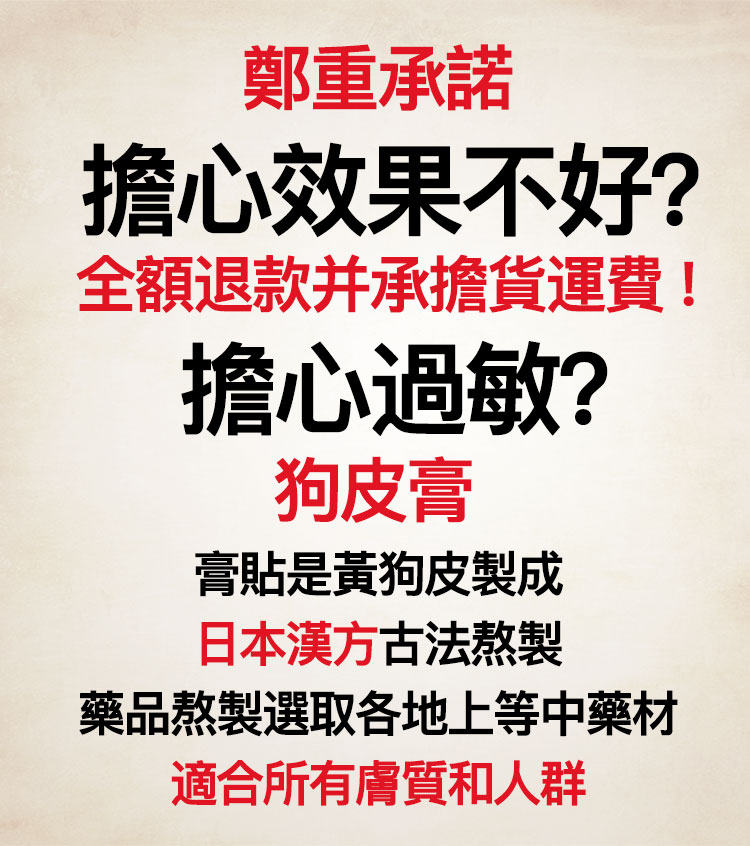 鄭重承諾
擔心效果不好?
全額退款并承擔貨運費！
擔心過敏?
狗皮膏
膏貼是黃狗皮製成
日本漢方古法熬製
藥品熬製選取各地上等中藥材
適合所有膚質和人群